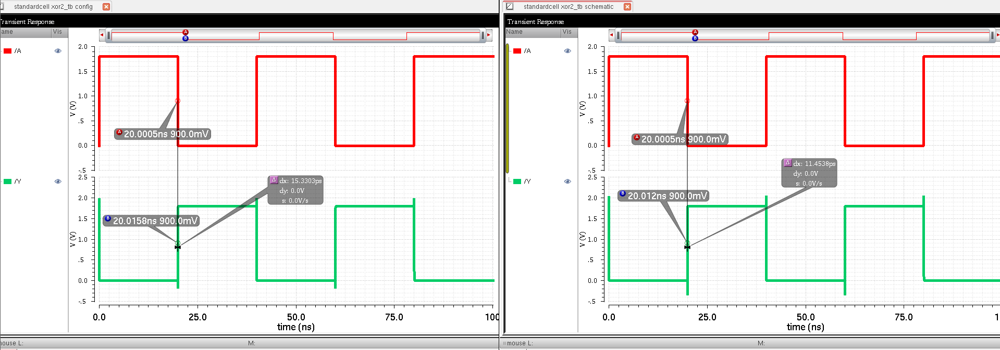 standardcell xor2_tb config
Transient Response
ame Vis
/A
2.0
1.5
1.0
.5
0.0
-.5
V (V)
A 20.0005ns 900.0mV
/Y
2.5
2.0
1.5
1.0
.5
0.0
-.5
V (V)
Δ dx: 15.3303ps
dy: 0.0V
s: 0.0V/s
B 20.0158ns 900.0mV
0.0 25.0 50.0 75.0 100
time (ns)
mouse L: M:
standardcell xor2_tb schematic
Transient Response
Name Vis
/A
2.0
1.5
1.0
.5
0.0
-.5
V (V)
A 20.0005ns 900.0mV
Δ dx: 11.4538ps
dy: 0.0V
s: 0.0V/s
/Y
2.5
2.0
1.5
1.0
.5
0.0
-.5
V (V)
B 20.012ns 900.0mV
0.0 25.0 50.0 75.0 1
time (ns)
mouse L: M: